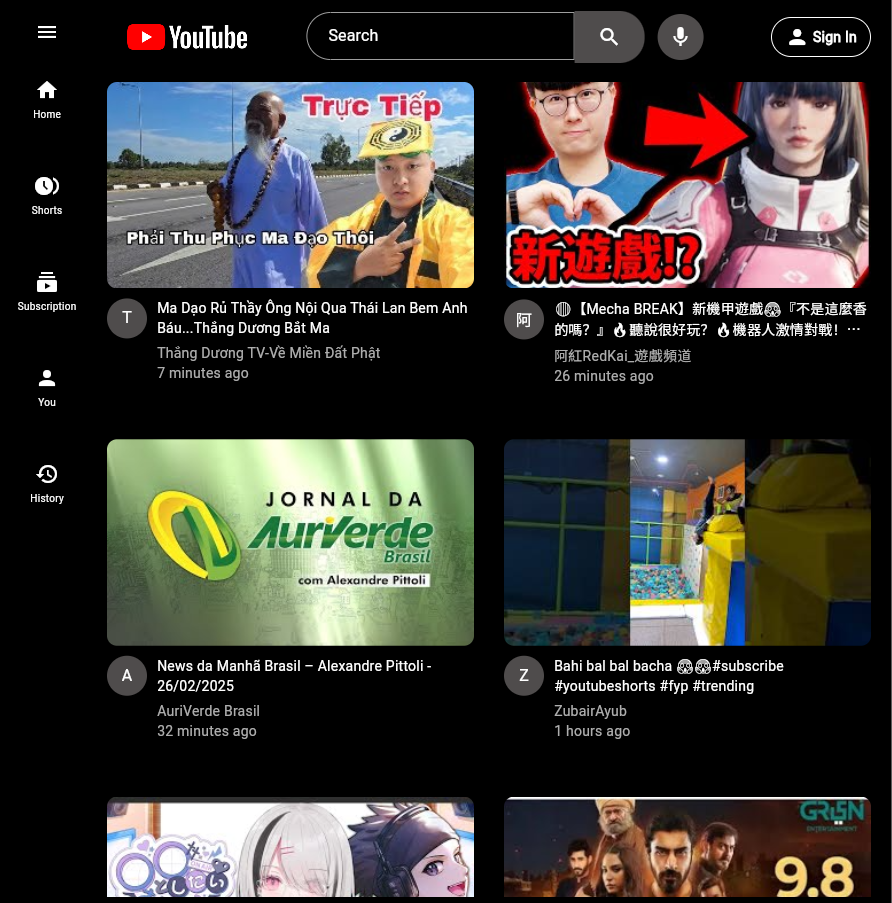 YouTube
Search
Sign In
Home
Shorts
Subscription
You
History
Trực Tiếp
Phải Thu Phục Ma Đạo Thôi
T
Ma Dạo Rủ Thầy Ông Nội Qua Thái Lan Bem Anh
Báu...Thắng Dương Bắt Ma
Thắng Dương TV-Về Miền Đất Phật
7 minutes ago
新遊戲!?
阿
🔴【Mecha BREAK】新機甲遊戲😱『不是這麼香
的嗎？』🔥聽說很好玩？🔥機器人激情對戰！…
阿紅RedKai_遊戲頻道
26 minutes ago
JORNAL DA
AuriVerde
Brasil
com Alexandre Pittoli
A
News da Manhã Brasil – Alexandre Pittoli -
26/02/2025
AuriVerde Brasil
32 minutes ago
Z
Bahi bal bal bacha 😱😱#subscribe
#youtubeshorts #fyp #trending
ZubairAyub
1 hours ago
としたい
GREEN
ENTERTAINMENT
9.8